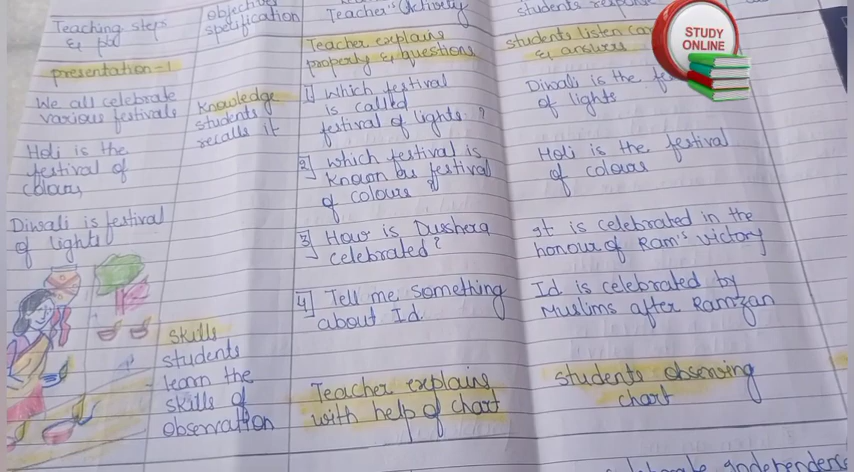 Teaching steps
&
presentation-1
We all celebrate
various festivals
Holi is the
festival of
colours
Diwali is festival
of lights
Objective
specification
Knowledge
students
recalls it
Skills
students
learn the
skills of
observation
Teacher's Activity
Teacher explains
property & questions
1] Which festival
is called
festival of lights ?
2] Which festival is
known by festival
of colours ?
3] How is Dusshera
celebrated?
4] Tell me something
about Id.
Teacher explains
with help of chart
students
students listen
& answers
Diwali is the
of lights
Holi is the festival
of colours
It is celebrated in the
honour of Ram's victory
Id is celebrated by
Muslims after Ramzan
students observing
chart
independence
STUDY
ONLINE